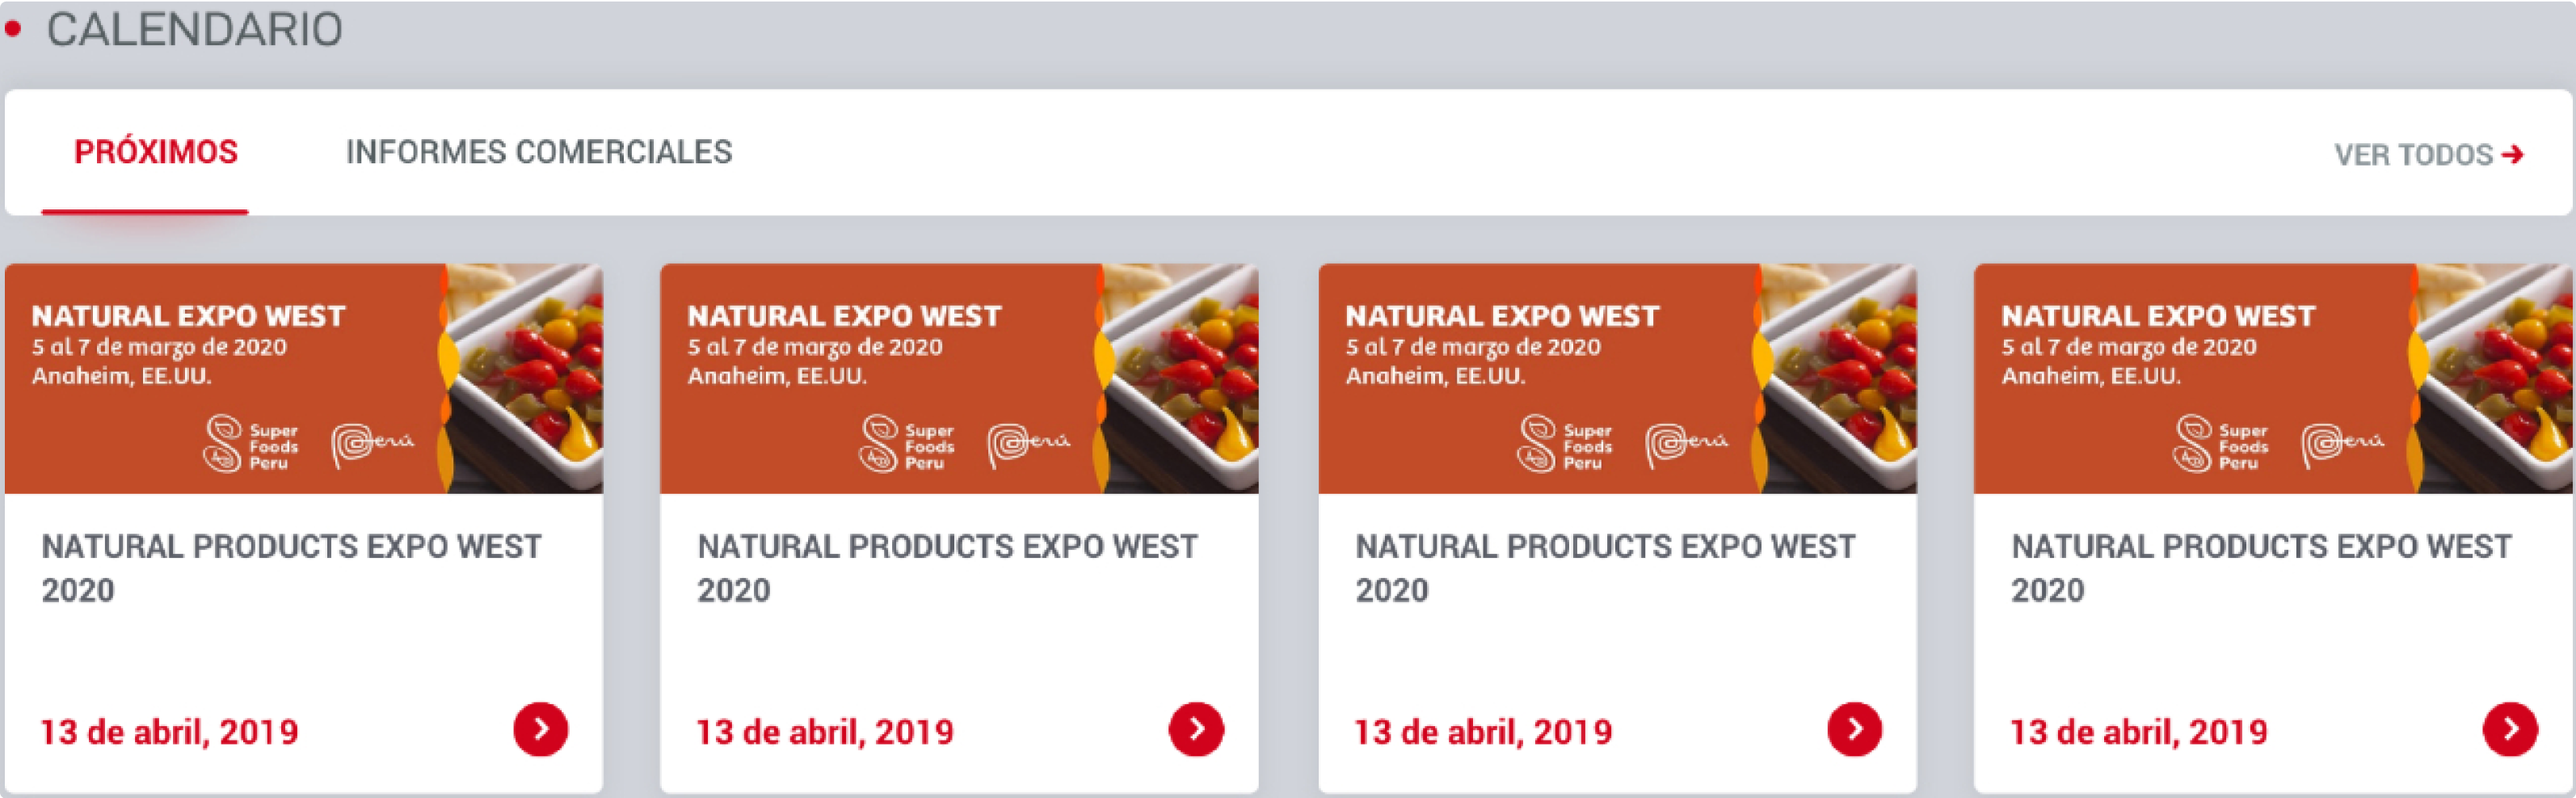 CALENDARIO
PRÓXIMOS
INFORMES COMERCIALES
VER TODOS
NATURAL EXPO WEST
5 al 7 de marzo de 2020
Anaheim, EE.UU.
Super
Foods
Peru
Perú
NATURAL PRODUCTS EXPO WEST
2020
13 de abril, 2019
NATURAL EXPO WEST
5 al 7 de marzo de 2020
Anaheim, EE.UU.
Super
Foods
Peru
Perú
NATURAL PRODUCTS EXPO WEST
2020
13 de abril, 2019
NATURAL EXPO WEST
5 al 7 de marzo de 2020
Anaheim, EE.UU.
Super
Foods
Peru
Perú
NATURAL PRODUCTS EXPO WEST
2020
13 de abril, 2019
NATURAL EXPO WEST
5 al 7 de marzo de 2020
Anaheim, EE.UU.
Super
Foods
Peru
Perú
NATURAL PRODUCTS EXPO WEST
2020
13 de abril, 2019